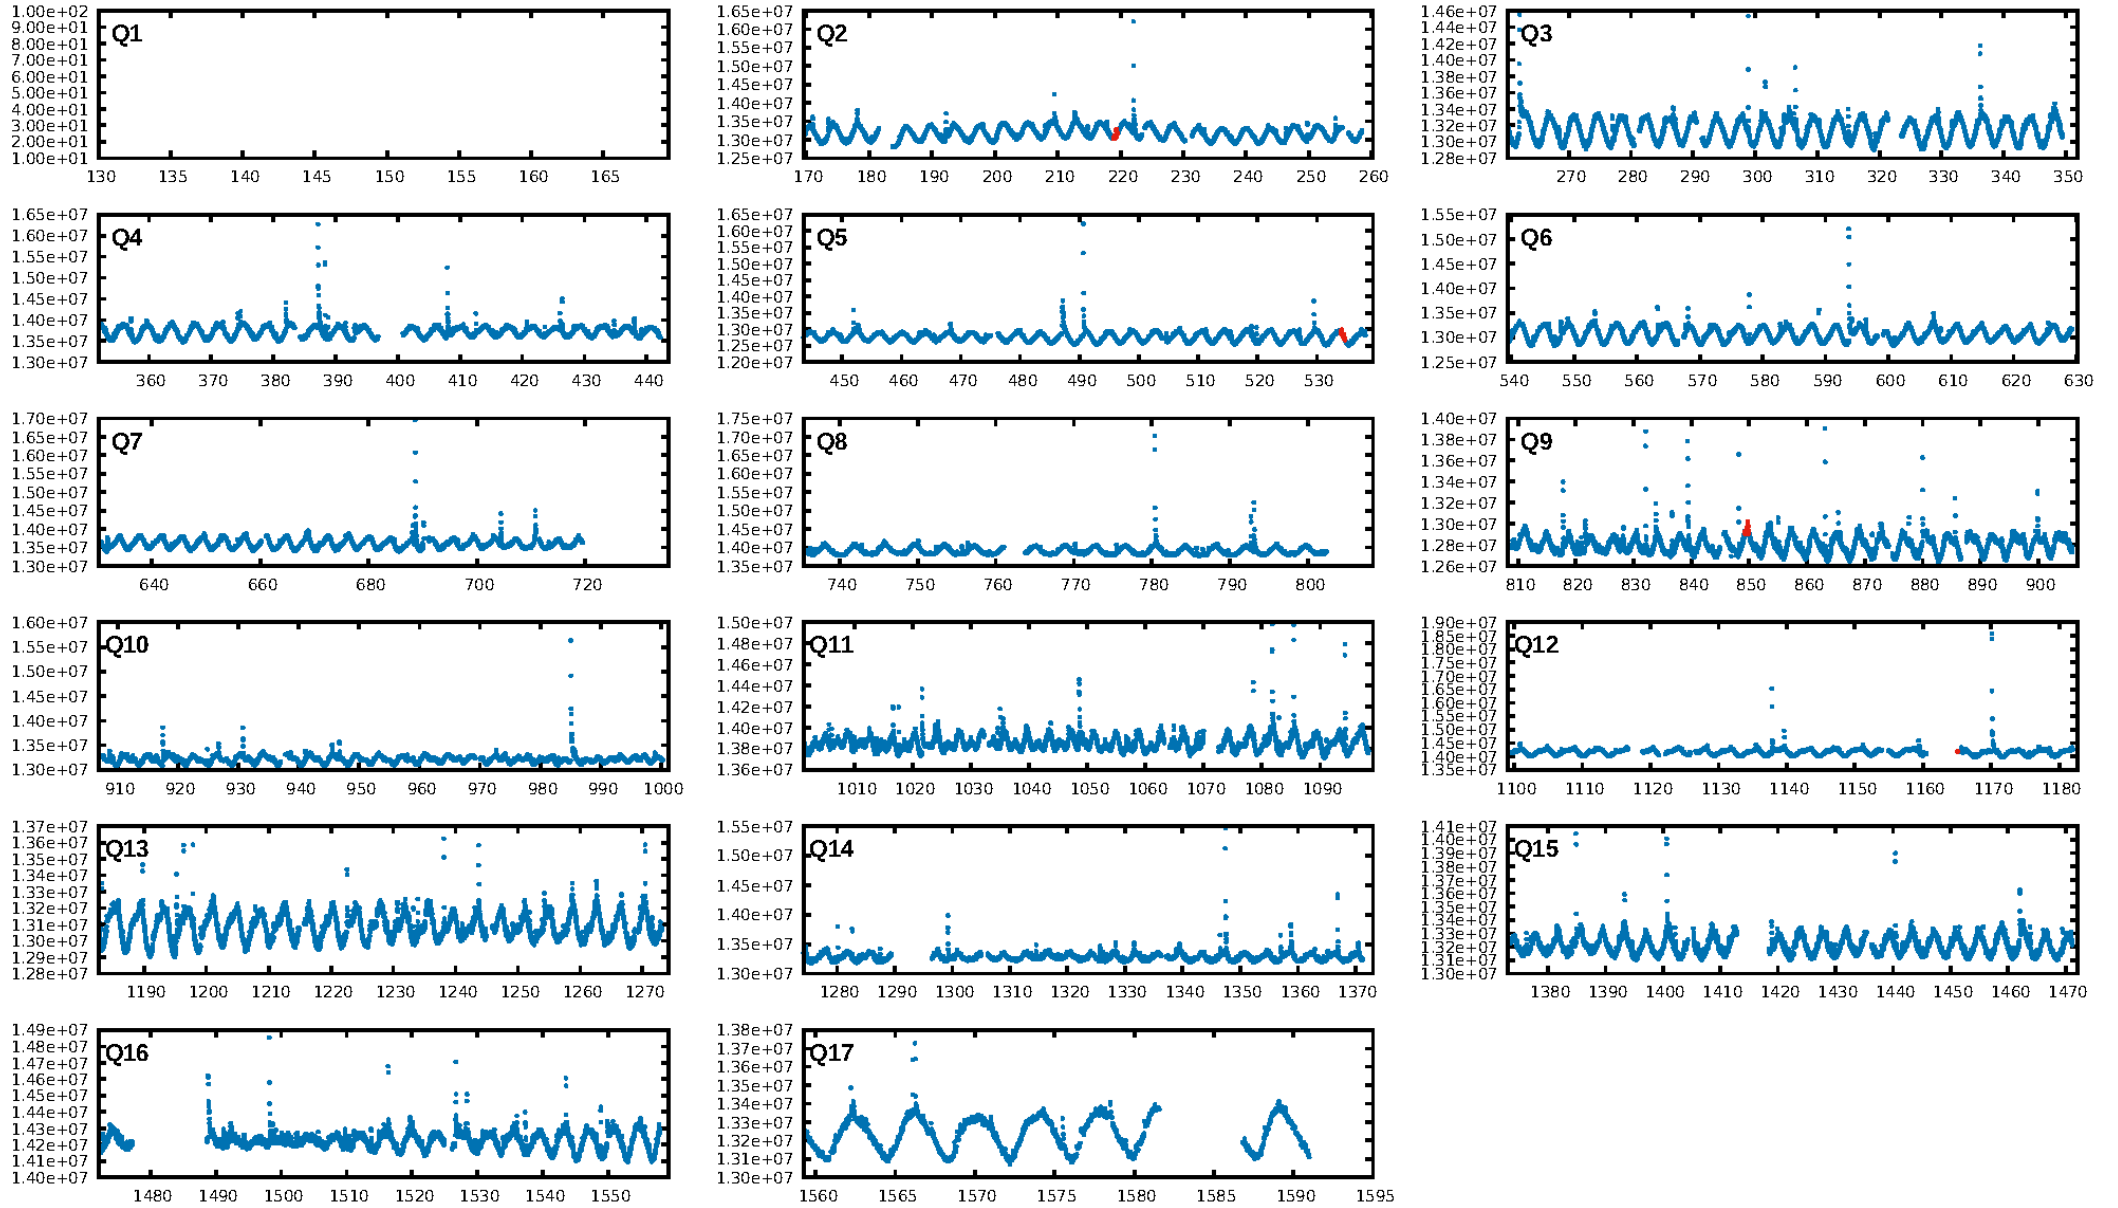 1.00e+02
9.00e+01
8.00e+01
7.00e+01
6.00e+01
5.00e+01
4.00e+01
3.00e+01
2.00e+01
1.00e+01
Q1
130 135 140 145 150 155 160 165
1.65e+07
1.60e+07
1.55e+07
1.50e+07
1.45e+07
1.40e+07
1.35e+07
1.30e+07
1.25e+07
Q2
170 180 190 200 210 220 230 240 250 260
1.46e+07
1.44e+07
1.42e+07
1.40e+07
1.38e+07
1.36e+07
1.34e+07
1.32e+07
1.30e+07
1.28e+07
Q3
270 280 290 300 310 320 330 340 350
1.65e+07
1.60e+07
1.55e+07
1.50e+07
1.45e+07
1.40e+07
1.35e+07
1.30e+07
Q4
360 370 380 390 400 410 420 430 440
1.65e+07
1.60e+07
1.55e+07
1.50e+07
1.45e+07
1.40e+07
1.35e+07
1.30e+07
1.25e+07
1.20e+07
Q5
450 460 470 480 490 500 510 520 530
1.55e+07
1.50e+07
1.45e+07
1.40e+07
1.35e+07
1.30e+07
1.25e+07
Q6
540 550 560 570 580 590 600 610 620 630
1.70e+07
1.65e+07
1.60e+07
1.55e+07
1.50e+07
1.45e+07
1.40e+07
1.35e+07
1.30e+07
Q7
640 660 680 700 720
1.75e+07
1.70e+07
1.65e+07
1.60e+07
1.55e+07
1.50e+07
1.45e+07
1.40e+07
1.35e+07
Q8
740 750 760 770 780 790 800
1.40e+07
1.38e+07
1.36e+07
1.34e+07
1.32e+07
1.30e+07
1.28e+07
1.26e+07
Q9
810 820 830 840 850 860 870 880 890 900
1.60e+07
1.55e+07
1.50e+07
1.45e+07
1.40e+07
1.35e+07
1.30e+07
Q10
910 920 930 940 950 960 970 980 990 1000
1.50e+07
1.48e+07
1.46e+07
1.44e+07
1.42e+07
1.40e+07
1.38e+07
1.36e+07
Q11
1010 1020 1030 1040 1050 1060 1070 1080 1090
1.90e+07
1.85e+07
1.80e+07
1.75e+07
1.70e+07
1.65e+07
1.60e+07
1.55e+07
1.50e+07
1.45e+07
1.40e+07
1.35e+07
Q12
1100 1110 1120 1130 1140 1150 1160 1170 1180
1.37e+07
1.36e+07
1.35e+07
1.34e+07
1.33e+07
1.32e+07
1.31e+07
1.30e+07
1.29e+07
1.28e+07
Q13
1190 1200 1210 1220 1230 1240 1250 1260 1270
1.55e+07
1.50e+07
1.45e+07
1.40e+07
1.35e+07
1.30e+07
Q14
1280 1290 1300 1310 1320 1330 1340 1350 1360 1370
1.41e+07
1.40e+07
1.39e+07
1.38e+07
1.37e+07
1.36e+07
1.35e+07
1.34e+07
1.33e+07
1.32e+07
1.31e+07
1.30e+07
Q15
1380 1390 1400 1410 1420 1430 1440 1450 1460 1470
1.49e+07
1.48e+07
1.47e+07
1.46e+07
1.45e+07
1.44e+07
1.43e+07
1.42e+07
1.41e+07
1.40e+07
Q16
1480 1490 1500 1510 1520 1530 1540 1550
1.38e+07
1.37e+07
1.36e+07
1.35e+07
1.34e+07
1.33e+07
1.32e+07
1.31e+07
1.30e+07
Q17
1560 1565 1570 1575 1580 1585 1590 1595